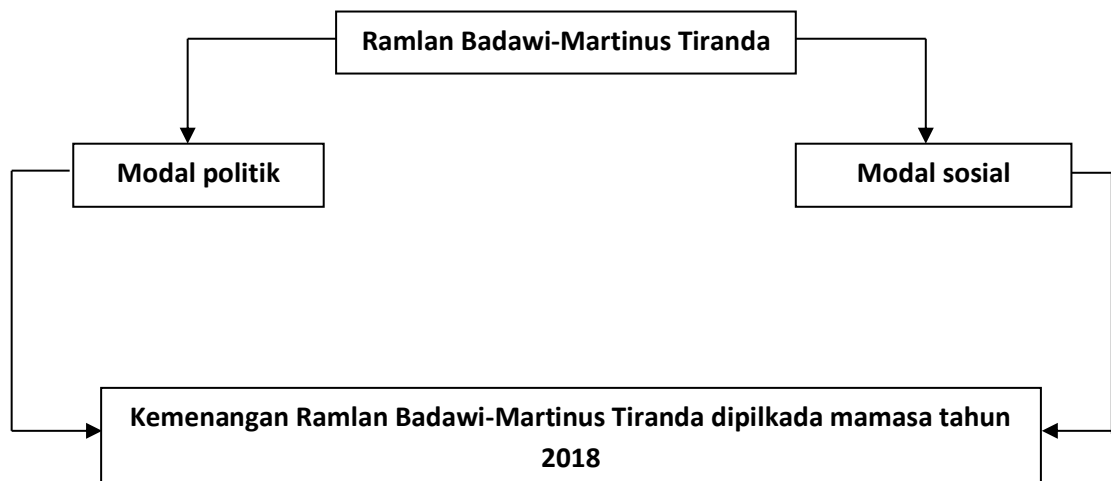 Ramlan Badawi-Martinus Tiranda
Modal politik
Modal sosial
Kemenangan Ramlan Badawi-Martinus Tiranda dipilkada mamasa tahun
2018